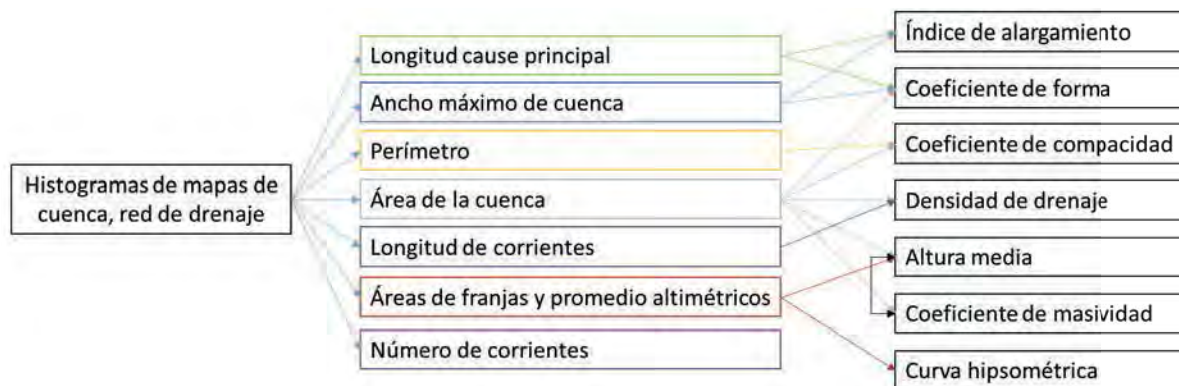 Histogramas de mapas de
cuenca, red de drenaje
Longitud cause principal
Ancho máximo de cuenca
Perímetro
Área de la cuenca
Longitud de corrientes
Áreas de franjas y promedio altimétricos
Número de corrientes
Índice de alargamiento
Coeficiente de forma
Coeficiente de compacidad
Densidad de drenaje
Altura media
Coeficiente de masividad
Curva hipsométrica